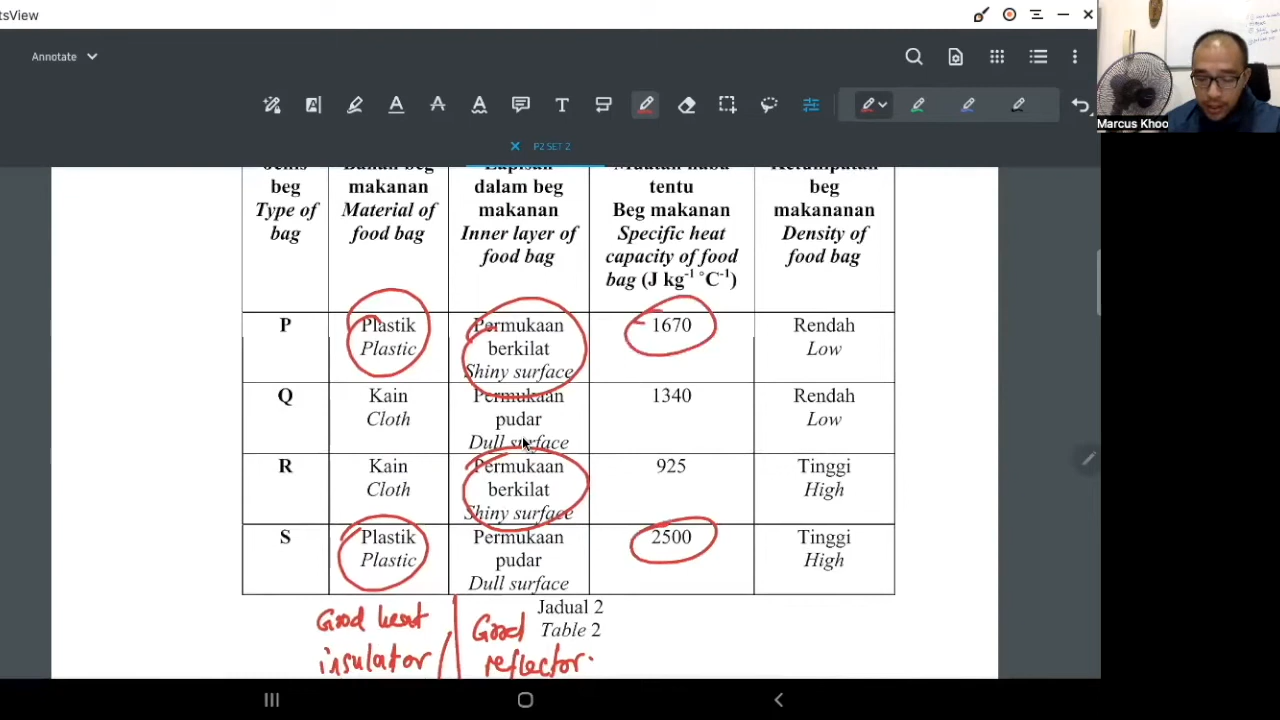 tsView
Annotate
P2 SET 2
Marcus Khoo
beg
makanan
dalam beg
tentu
beg
Type of
Material of
makanan
Beg makanan
makananan
bag
food bag
Inner layer of
Specific heat
Density of
food bag
capacity of food
food bag
bag (J kg-1 °C-1)
P
Plastik
Permukaan
1670
Rendah
Plastic
berkilat
Low
Shiny surface
Q
Kain
Permukaan
1340
Rendah
Cloth
pudar
Low
Dull surface
R
Kain
Permukaan
925
Tinggi
Cloth
berkilat
High
Shiny surface
S
Plastik
Permukaan
2500
Tinggi
Plastic
pudar
High
Dull surface
Jadual 2
Table 2
Good heat
insulator
Good
reflector.